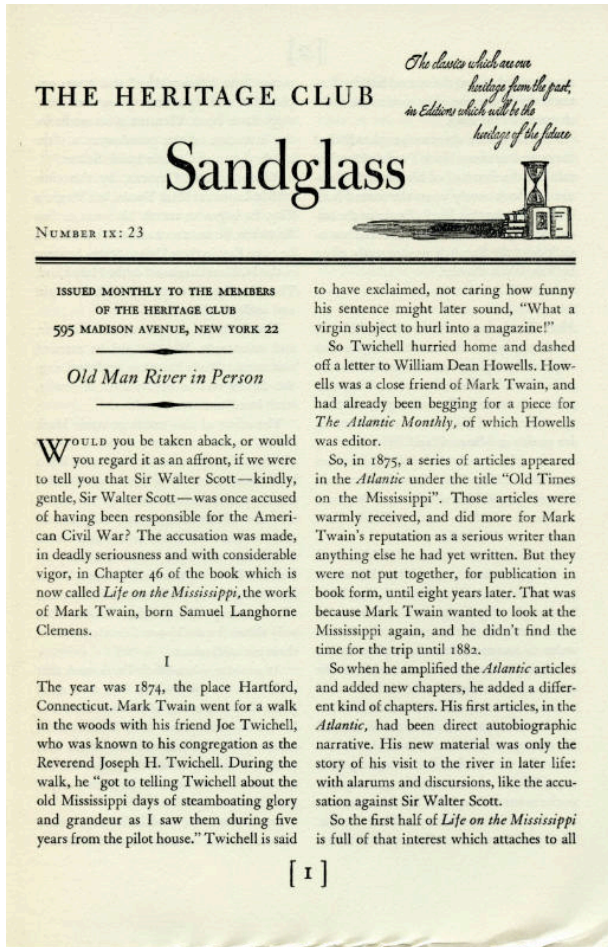 The classics which are our
heritage from the past,
in Editions which will be the
heritage of the future
THE HERITAGE CLUB
Sandglass
NUMBER IX: 23
ISSUED MONTHLY TO THE MEMBERS
OF THE HERITAGE CLUB
595 MADISON AVENUE, NEW YORK 22
Old Man River in Person
WOULD you be taken aback, or would
you regard it as an affront, if we were
to tell you that Sir Walter Scott—kindly,
gentle, Sir Walter Scott—was once accused
of having been responsible for the Ameri-
can Civil War? The accusation was made,
in deadly seriousness and with considerable
vigor, in Chapter 46 of the book which is
now called Life on the Mississippi, the work
of Mark Twain, born Samuel Langhorne
Clemens.
I
The year was 1874, the place Hartford,
Connecticut. Mark Twain went for a walk
in the woods with his friend Joe Twichell,
who was known to his congregation as the
Reverend Joseph H. Twichell. During the
walk, he “got to telling Twichell about the
old Mississippi days of steamboating glory
and grandeur as I saw them during five
years from the pilot house.” Twichell is said
to have exclaimed, not caring how funny
his sentence might later sound, “What a
virgin subject to hurl into a magazine!”
So Twichell hurried home and dashed
off a letter to William Dean Howells. How-
ells was a close friend of Mark Twain, and
had already been begging for a piece for
The Atlantic Monthly, of which Howells
was editor.
So, in 1875, a series of articles appeared
in the Atlantic under the title “Old Times
on the Mississippi”. Those articles were
warmly received, and did more for Mark
Twain's reputation as a serious writer than
anything else he had yet written. But they
were not put together, for publication in
book form, until eight years later. That was
because Mark Twain wanted to look at the
Mississippi again, and he didn't find the
time for the trip until 1882.
So when he amplified the Atlantic articles
and added new chapters, he added a differ-
ent kind of chapters. His first articles, in the
Atlantic, had been direct autobiographic
narrative. His new material was only the
story of his visit to the river in later life:
with alarums and discursions, like the accu-
sation against Sir Walter Scott.
So the first half of Life on the Mississippi
is full of that interest which attaches to all
[1]